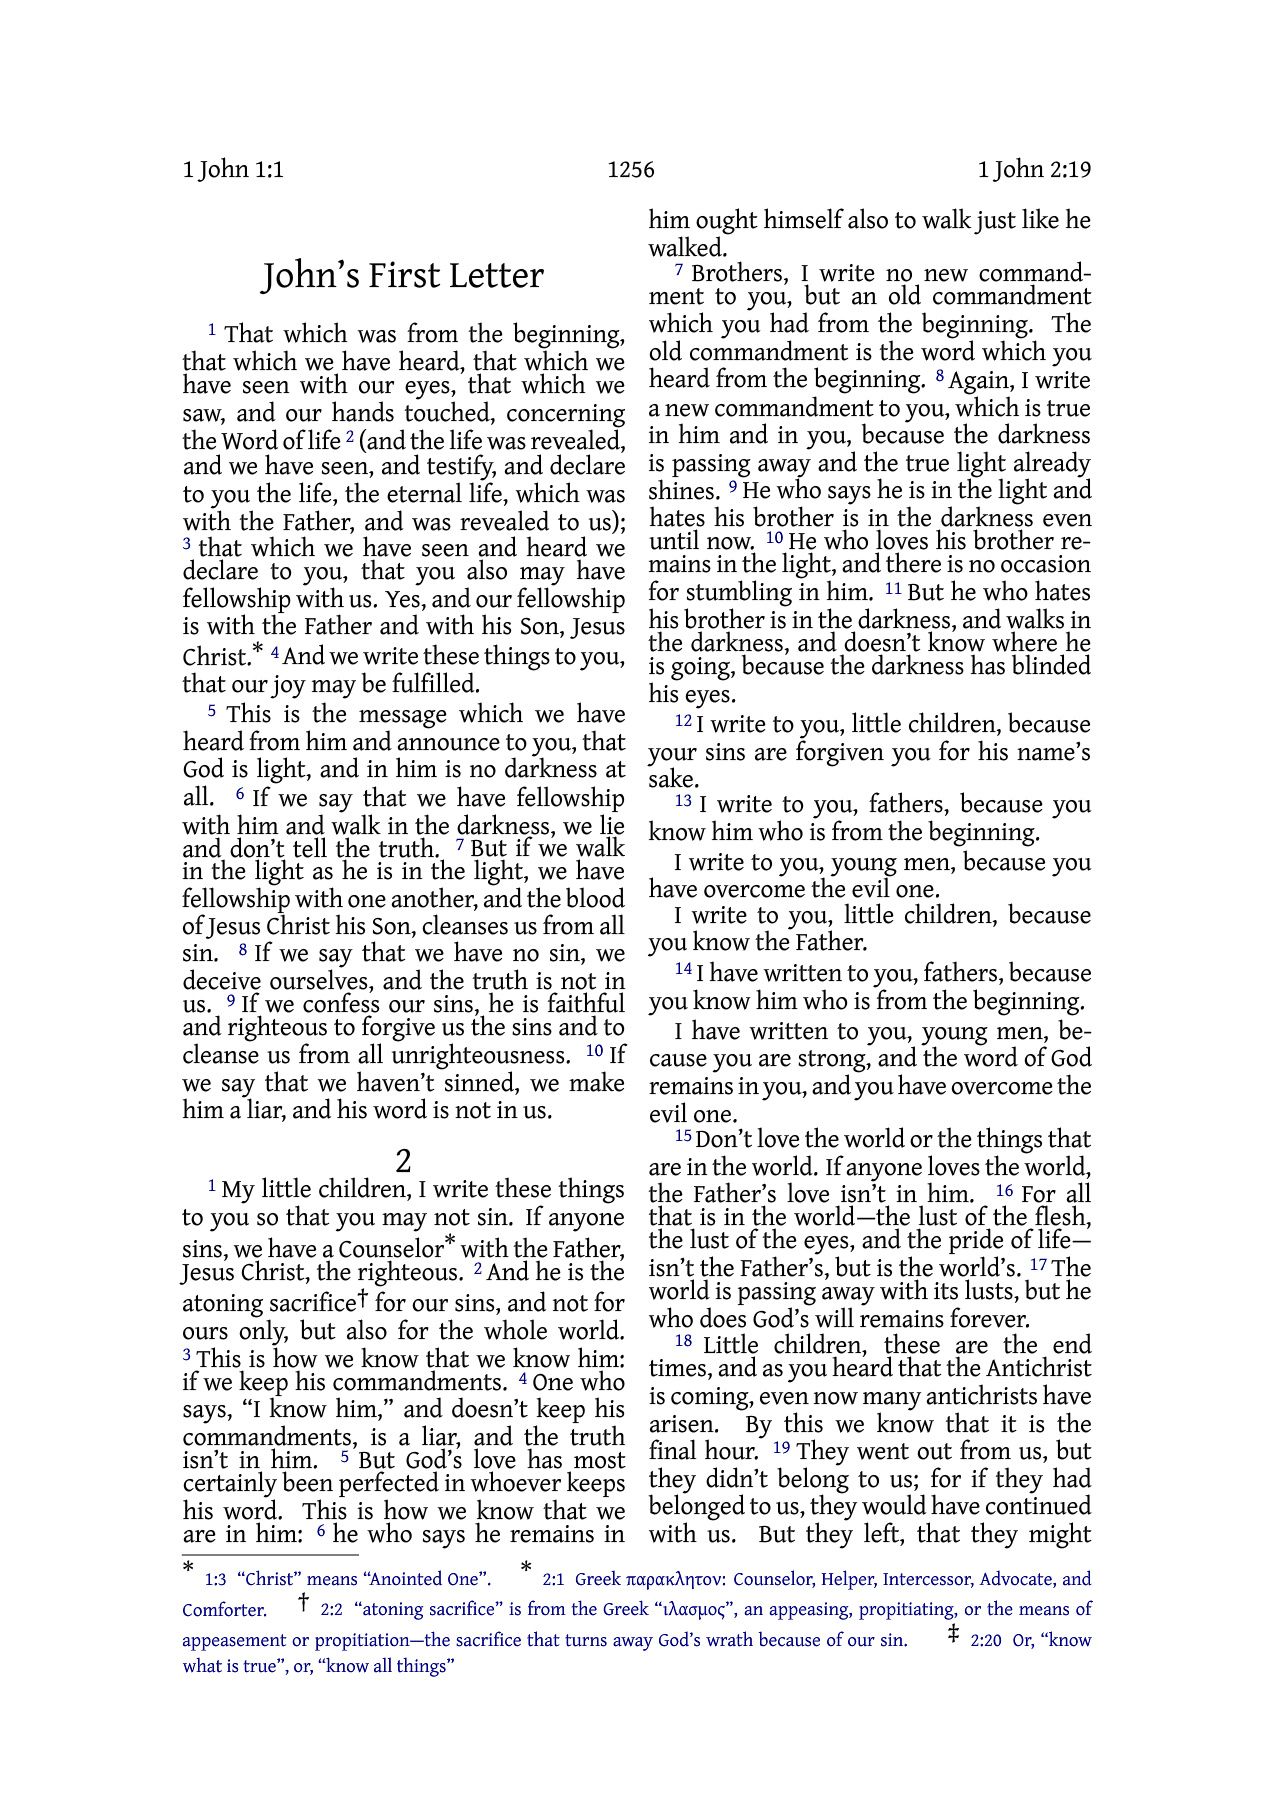 1 John 1:1 1256 1 John 2:19
John’s First Letter
1 That which was from the beginning,
that which we have heard, that which we
have seen with our eyes, that which we
saw, and our hands touched, concerning
the Word of life 2 (and the life was revealed,
and we have seen, and testify, and declare
to you the life, the eternal life, which was
with the Father, and was revealed to us);
3 that which we have seen and heard we
declare to you, that you also may have
fellowship with us. Yes, and our fellowship
is with the Father and with his Son, Jesus
Christ.* 4 And we write these things to you,
that our joy may be fulfilled.
5 This is the message which we have
heard from him and announce to you, that
God is light, and in him is no darkness at
all. 6 If we say that we have fellowship
with him and walk in the darkness, we lie
and don’t tell the truth. 7 But if we walk
in the light as he is in the light, we have
fellowship with one another, and the blood
of Jesus Christ his Son, cleanses us from all
sin. 8 If we say that we have no sin, we
deceive ourselves, and the truth is not in
us. 9 If we confess our sins, he is faithful
and righteous to forgive us the sins and to
cleanse us from all unrighteousness. 10 If
we say that we haven’t sinned, we make
him a liar, and his word is not in us.
2
1 My little children, I write these things
to you so that you may not sin. If anyone
sins, we have a Counselor* with the Father,
Jesus Christ, the righteous. 2 And he is the
atoning sacrifice† for our sins, and not for
ours only, but also for the whole world.
3 This is how we know that we know him:
if we keep his commandments. 4 One who
says, “I know him,” and doesn’t keep his
commandments, is a liar, and the truth
isn’t in him. 5 But God’s love has most
certainly been perfected in whoever keeps
his word. This is how we know that we
are in him: 6 he who says he remains in
him ought himself also to walk just like he
walked.
7 Brothers, I write no new command-
ment to you, but an old commandment
which you had from the beginning. The
old commandment is the word which you
heard from the beginning. 8 Again, I write
a new commandment to you, which is true
in him and in you, because the darkness
is passing away and the true light already
shines. 9 He who says he is in the light and
hates his brother is in the darkness even
until now. 10 He who loves his brother re-
mains in the light, and there is no occasion
for stumbling in him. 11 But he who hates
his brother is in the darkness, and walks in
the darkness, and doesn’t know where he
is going, because the darkness has blinded
his eyes.
12 I write to you, little children, because
your sins are forgiven you for his name’s
sake.
13 I write to you, fathers, because you
know him who is from the beginning.
I write to you, young men, because you
have overcome the evil one.
I write to you, little children, because
you know the Father.
14 I have written to you, fathers, because
you know him who is from the beginning.
I have written to you, young men, be-
cause you are strong, and the word of God
remains in you, and you have overcome the
evil one.
15 Don’t love the world or the things that
are in the world. If anyone loves the world,
the Father’s love isn’t in him. 16 For all
that is in the world—the lust of the flesh,
the lust of the eyes, and the pride of life—
isn’t the Father’s, but is the world’s. 17 The
world is passing away with its lusts, but he
who does God’s will remains forever.
18 Little children, these are the end
times, and as you heard that the Antichrist
is coming, even now many antichrists have
arisen. By this we know that it is the
final hour. 19 They went out from us, but
they didn’t belong to us; for if they had
belonged to us, they would have continued
with us. But they left, that they might
* 1:3 “Christ” means “Anointed One”. * 2:1 Greek παρακλητον: Counselor, Helper, Intercessor, Advocate, and
Comforter. † 2:2 “atoning sacrifice” is from the Greek “ιλασμος”, an appeasing, propitiating, or the means of
appeasement or propitiation—the sacrifice that turns away God’s wrath because of our sin. ‡ 2:20 Or, “know
what is true”, or, “know all things”